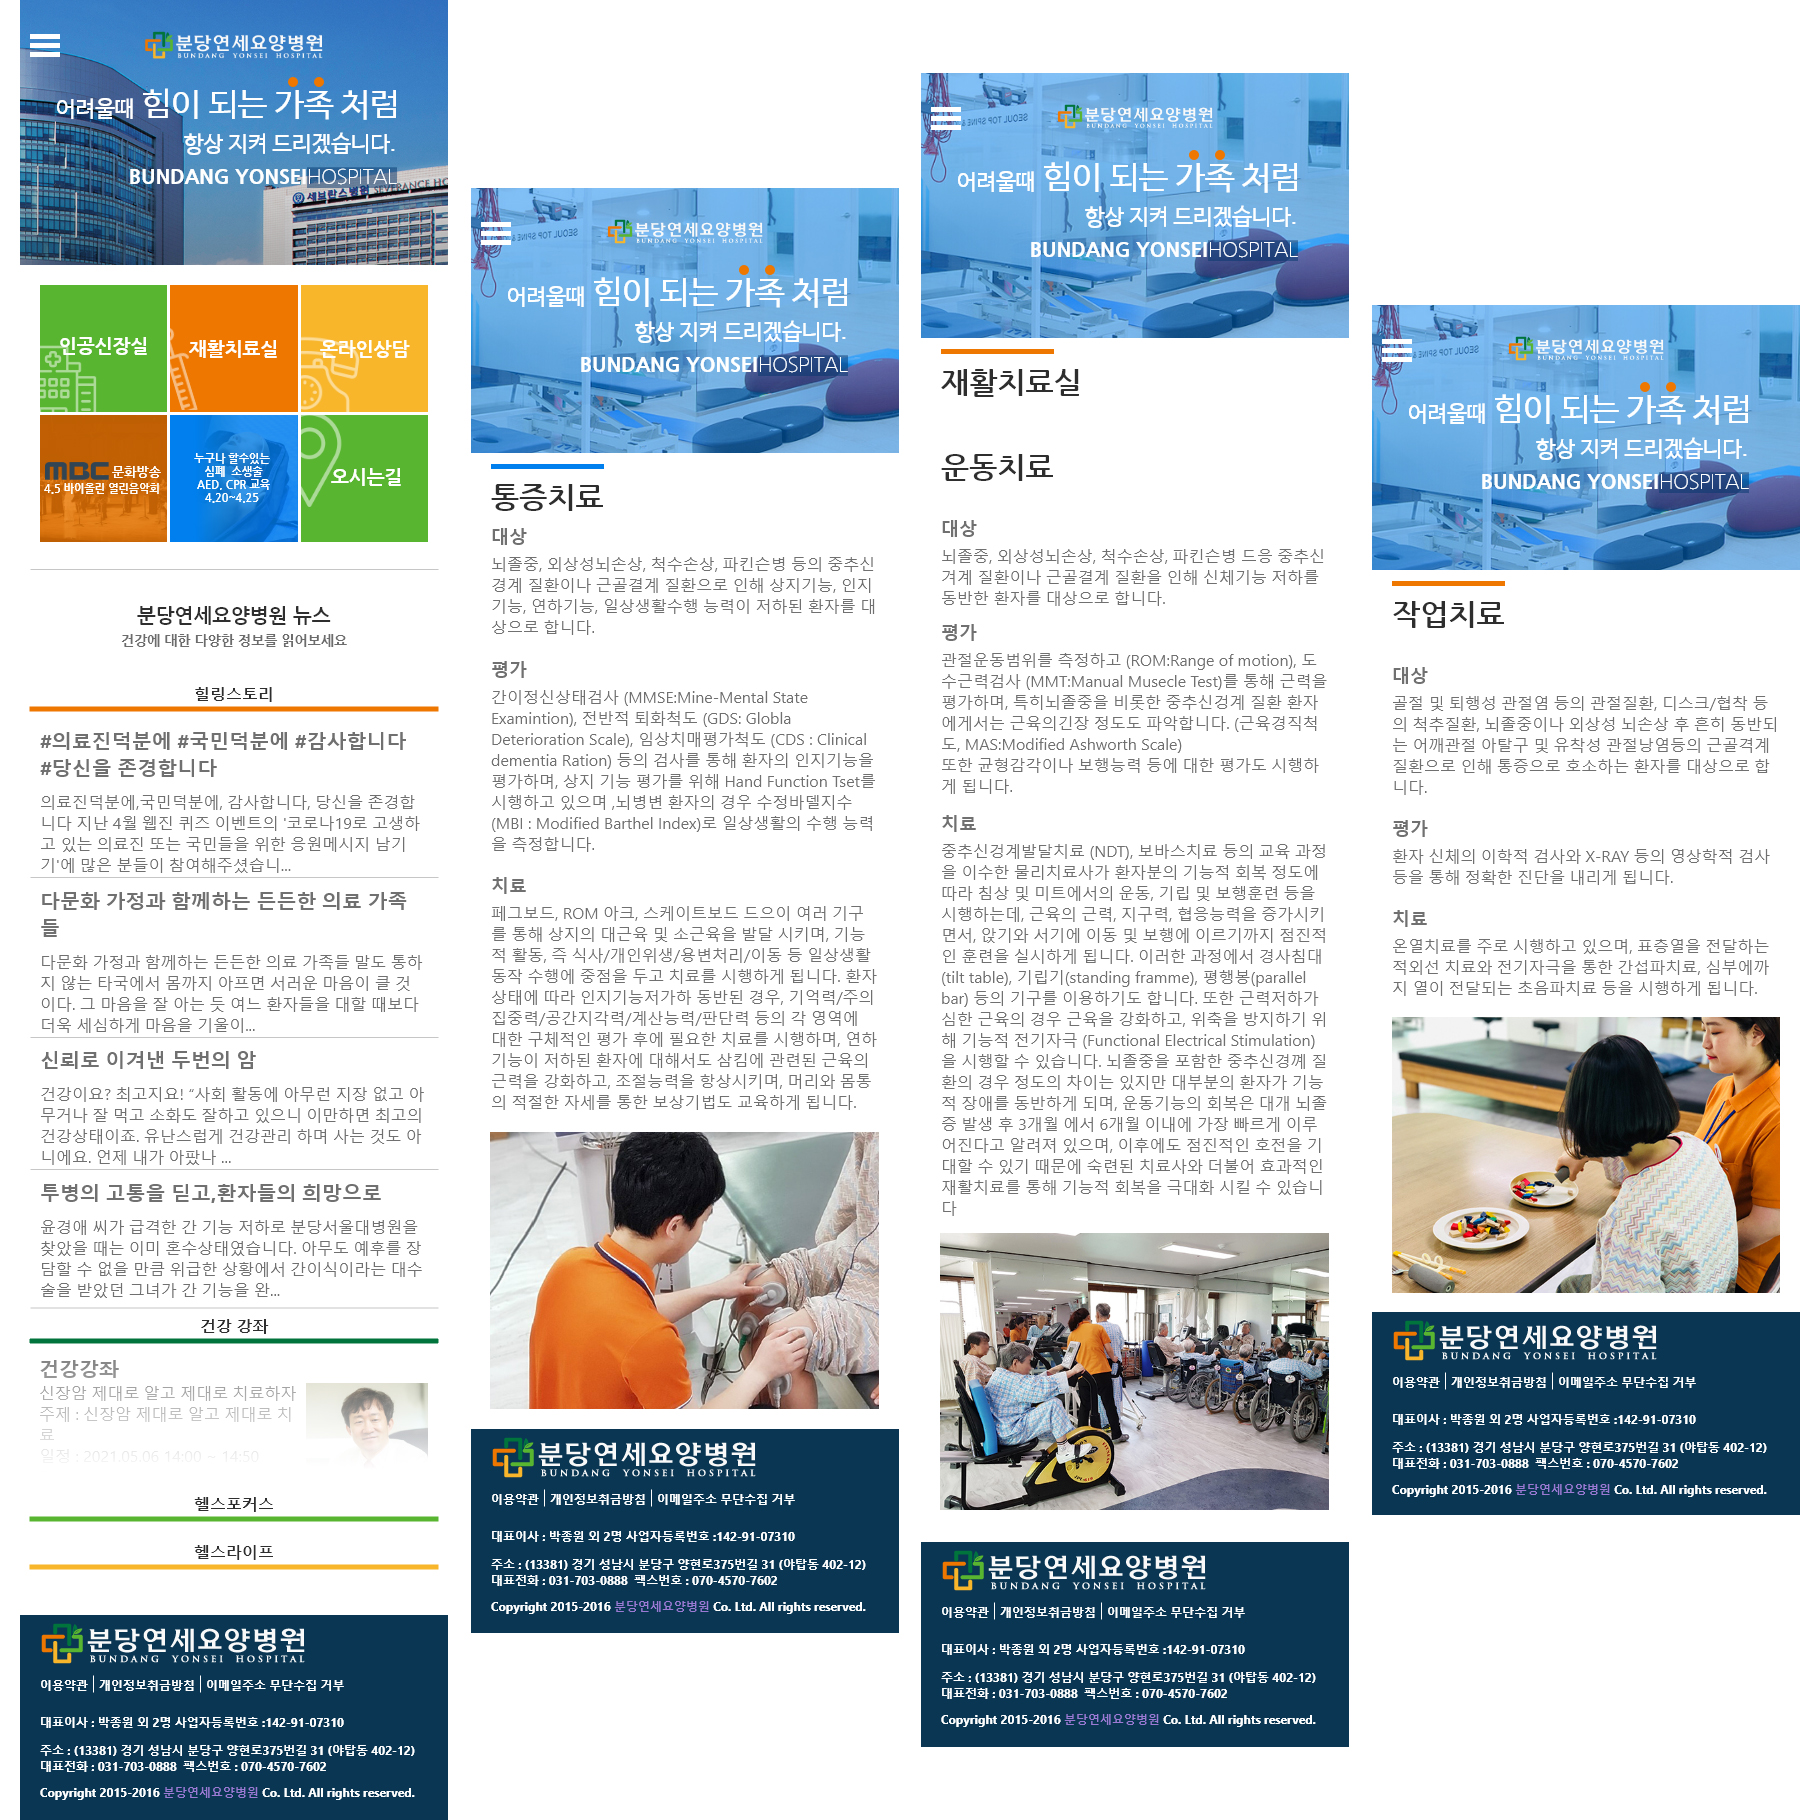 분당연세요양병원
BUNDANG YONSEI HOSPITAL
어려울때 힘이 되는 가족 처럼
항상 지켜 드리겠습니다.
BUNDANG YONSEIHOSPITAL
세브란스병원 SEVERANCE HO
인공신장실
재활치료실
온라인상담
MBC 문화방송
4.5 바이올린 열린음악회
누구나 할수있는
심폐 소생술
AED. CPR 교육
4.20~4.25
오시는길
분당연세요양병원 뉴스
건강에 대한 다양한 정보를 읽어보세요
힐링스토리
#의료진덕분에 #국민덕분에 #감사합니다
#당신을 존경합니다
의료진덕분에,국민덕분에, 감사합니다, 당신을 존경합
니다 지난 4월 웹진 퀴즈 이벤트의 '코로나19로 고생하
고 있는 의료진 또는 국민들을 위한 응원메시지 남기
기'에 많은 분들이 참여해주셨습니...
다문화 가정과 함께하는 든든한 의료 가족
들
다문화 가정과 함께하는 든든한 의료 가족들 말도 통하
지 않는 타국에서 몸까지 아프면 서러운 마음이 클 것
이다. 그 마음을 잘 아는 듯 여느 환자들을 대할 때보다
더욱 세심하게 마음을 기울이...
신뢰로 이겨낸 두번의 암
건강이요? 최고지요! “사회 활동에 아무런 지장 없고 아
무거나 잘 먹고 소화도 잘하고 있으니 이만하면 최고의
건강상태이죠. 유난스럽게 건강관리 하며 사는 것도 아
니에요. 언제 내가 아팠나 ...
투병의 고통을 딛고,환자들의 희망으로
윤경애 씨가 급격한 간 기능 저하로 분당서울대병원을
찾았을 때는 이미 혼수상태였습니다. 아무도 예후를 장
담할 수 없을 만큼 위급한 상황에서 간이식이라는 대수
술을 받았던 그녀가 간 기능을 완...
건강 강좌
건강강좌
신장암 제대로 알고 제대로 치료하자
주제 : 신장암 제대로 알고 제대로 치
료
일정 : 2021.05.06 14:00 ~ 14:50
헬스포커스
헬스라이프
분당연세요양병원
BUNDANG YONSEI HOSPITAL
이용약관 | 개인정보취금방침 | 이메일주소 무단수집 거부
대표이사 : 박종원 외 2명 사업자등록번호 :142-91-07310
주소 : (13381) 경기 성남시 분당구 양현로375번길 31 (야탑동 402-12)
대표전화 : 031-703-0888 팩스번호 : 070-4570-7602
Copyright 2015-2016 분당연세요양병원 Co. Ltd. All rights reserved.
분당연세요양병원
BUNDANG YONSEI HOSPITAL
SEOUL TOP SPINE &
어려울때 힘이 되는 가족 처럼
항상 지켜 드리겠습니다.
BUNDANG YONSEIHOSPITAL
통증치료
대상
뇌졸중, 외상성뇌손상, 척수손상, 파킨슨병 등의 중추신
경계 질환이나 근골결계 질환으로 인해 상지기능, 인지
기능, 연하기능, 일상생활수행 능력이 저하된 환자를 대
상으로 합니다.
평가
간이정신상태검사 (MMSE:Mine-Mental State
Examintion), 전반적 퇴화척도 (GDS: Globla
Deterioration Scale), 임상치매평가척도 (CDS : Clinical
dementia Ration) 등의 검사를 통해 환자의 인지기능을
평가하며, 상지 기능 평가를 위해 Hand Function Tset를
시행하고 있으며 ,뇌병변 환자의 경우 수정바델지수
(MBI : Modified Barthel Index)로 일상생활의 수행 능력
을 측정합니다.
치료
페그보드, ROM 아크, 스케이트보드 드으이 여러 기구
를 통해 상지의 대근육 및 소근육을 발달 시키며, 기능
적 활동, 즉 식사/개인위생/용변처리/이동 등 일상생활
동작 수행에 중점을 두고 치료를 시행하게 됩니다. 환자
상태에 따라 인지기능저가하 동반된 경우, 기억력/주의
집중력/공간지각력/계산능력/판단력 등의 각 영역에
대한 구체적인 평가 후에 필요한 치료를 시행하며, 연하
기능이 저하된 환자에 대해서도 삼킴에 관련된 근육의
근력을 강화하고, 조절능력을 항상시키며, 머리와 몸통
의 적절한 자세를 통한 보상기법도 교육하게 됩니다.
분당연세요양병원
BUNDANG YONSEI HOSPITAL
이용약관 | 개인정보취금방침 | 이메일주소 무단수집 거부
대표이사 : 박종원 외 2명 사업자등록번호 :142-91-07310
주소 : (13381) 경기 성남시 분당구 양현로375번길 31 (야탑동 402-12)
대표전화 : 031-703-0888 팩스번호 : 070-4570-7602
Copyright 2015-2016 분당연세요양병원 Co. Ltd. All rights reserved.
분당연세요양병원
BUNDANG YONSEI HOSPITAL
SEOUL TOP SPINE &
어려울때 힘이 되는 가족 처럼
항상 지켜 드리겠습니다.
BUNDANG YONSEIHOSPITAL
재활치료실
운동치료
대상
뇌졸중, 외상성뇌손상, 척수손상, 파킨슨병 드응 중추신
겨계 질환이나 근골결계 질환을 인해 신체기능 저하를
동반한 환자를 대상으로 합니다.
평가
관절운동범위를 측정하고 (ROM:Range of motion), 도
수근력검사 (MMT:Manual Musecle Test)를 통해 근력을
평가하며, 특히뇌졸중을 비롯한 중추신경계 질환 환자
에게서는 근육의긴장 정도도 파악합니다. (근육경직척
도, MAS:Modified Ashworth Scale)
또한 균형감각이나 보행능력 등에 대한 평가도 시행하
게 됩니다.
치료
중추신겅계발달치료 (NDT), 보바스치료 등의 교육 과정
을 이수한 물리치료사가 환자분의 기능적 회복 정도에
따라 침상 및 미트에서의 운동, 기립 및 보행훈련 등을
시행하는데, 근육의 근력, 지구력, 협응능력을 증가시키
면서, 앉기와 서기에 이동 및 보행에 이르기까지 점진적
인 훈련을 실시하게 됩니다. 이러한 과정에서 경사침대
(tilt table), 기립기(standing framme), 평행봉(parallel
bar) 등의 기구를 이용하기도 합니다. 또한 근력저하가
심한 근육의 경우 근육을 강화하고, 위축을 방지하기 위
해 기능적 전기자극 (Functional Electrical Stimulation)
을 시행할 수 있습니다. 뇌졸중을 포함한 중추신경꼐 질
환의 경우 정도의 차이는 있지만 대부분의 환자가 기능
적 장애를 동반하게 되며, 운동기능의 회복은 대개 뇌졸
증 발생 후 3개월 에서 6개월 이내에 가장 빠르게 이루
어진다고 알려져 있으며, 이후에도 점진적인 호전을 기
대할 수 있기 때문에 숙련된 치료사와 더불어 효과적인
재활치료를 통해 기능적 회복을 극대화 시킬 수 있습니
다
분당연세요양병원
BUNDANG YONSEI HOSPITAL
이용약관 | 개인정보취금방침 | 이메일주소 무단수집 거부
대표이사 : 박종원 외 2명 사업자등록번호 :142-91-07310
주소 : (13381) 경기 성남시 분당구 양현로375번길 31 (야탑동 402-12)
대표전화 : 031-703-0888 팩스번호 : 070-4570-7602
Copyright 2015-2016 분당연세요양병원 Co. Ltd. All rights reserved.
분당연세요양병원
BUNDANG YONSEI HOSPITAL
SEOUL TOP SPINE &
어려울때 힘이 되는 가족 처럼
항상 지켜 드리겠습니다.
BUNDANG YONSEIHOSPITAL
작업치료
대상
골절 및 퇴행성 관절염 등의 관절질환, 디스크/협착 등
의 척추질환, 뇌졸중이나 외상성 뇌손상 후 흔히 동반되
는 어깨관절 아탈구 및 유착성 관절낭염등의 근골격계
질환으로 인해 통증으로 호소하는 환자를 대상으로 합
니다.
평가
환자 신체의 이학적 검사와 X-RAY 등의 영상학적 검사
등을 통해 정확한 진단을 내리게 됩니다.
치료
온열치료를 주로 시행하고 있으며, 표층열을 전달하는
적외선 치료와 전기자극을 통한 간섭파치료, 심부에까
지 열이 전달되는 초음파치료 등을 시행하게 됩니다.
분당연세요양병원
BUNDANG YONSEI HOSPITAL
이용약관 | 개인정보취금방침 | 이메일주소 무단수집 거부
대표이사 : 박종원 외 2명 사업자등록번호 :142-91-07310
주소 : (13381) 경기 성남시 분당구 양현로375번길 31 (야탑동 402-12)
대표전화 : 031-703-0888 팩스번호 : 070-4570-7602
Copyright 2015-2016 분당연세요양병원 Co. Ltd. All rights reserved.